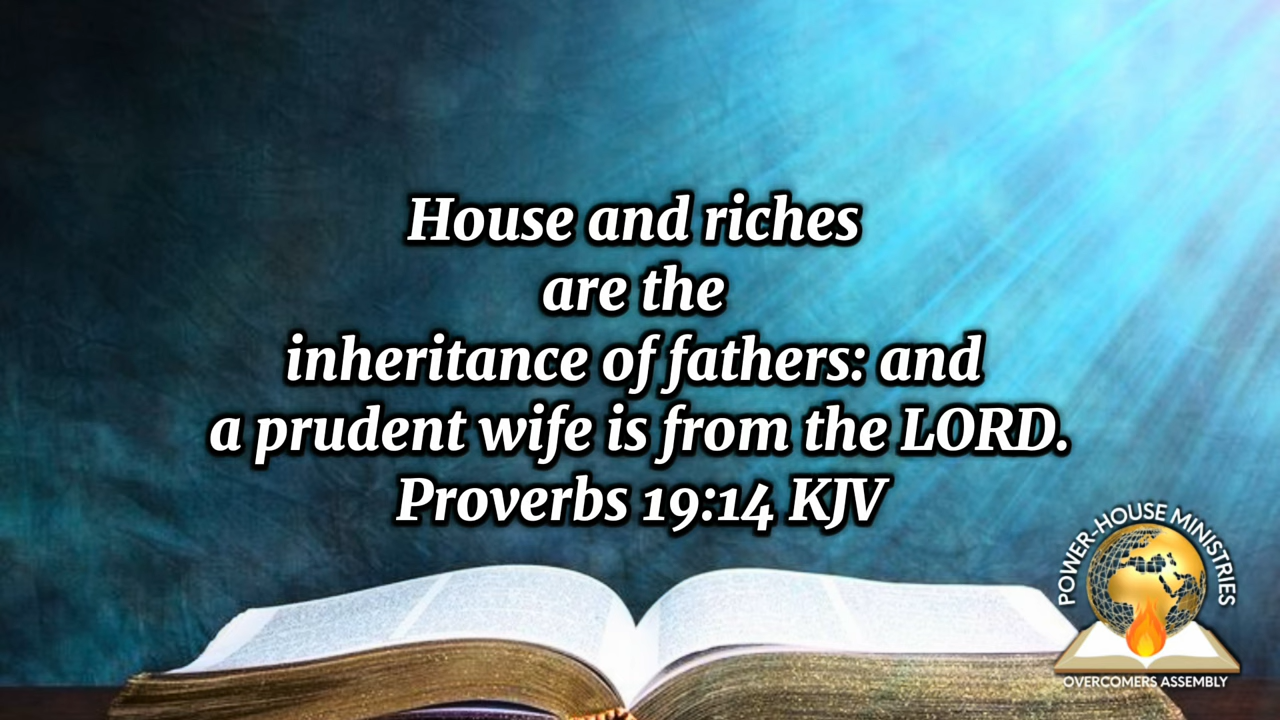 House and riches
are the
inheritance of fathers: and
a prudent wife is from the LORD.
Proverbs 19:14 KJV
POWER-HOUSE MINISTRIES
OVERCOMERS ASSEMBLY